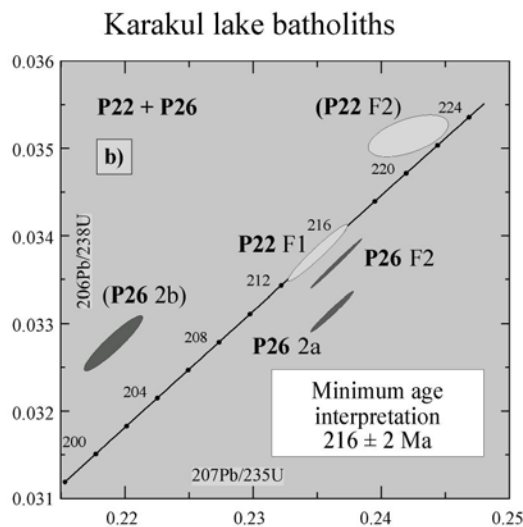 Karakul lake batholiths
0.036
P22 + P26
(P22 F2)
224
b)
0.035
220
206Pb/238U
P22 F1
216
0.034
P26 F2
212
(P26 2b)
0.033
208
P26 2a
204
0.032
Minimum age
interpretation
216 ± 2 Ma
200
207Pb/235U
0.031
0.22
0.23
0.24
0.25